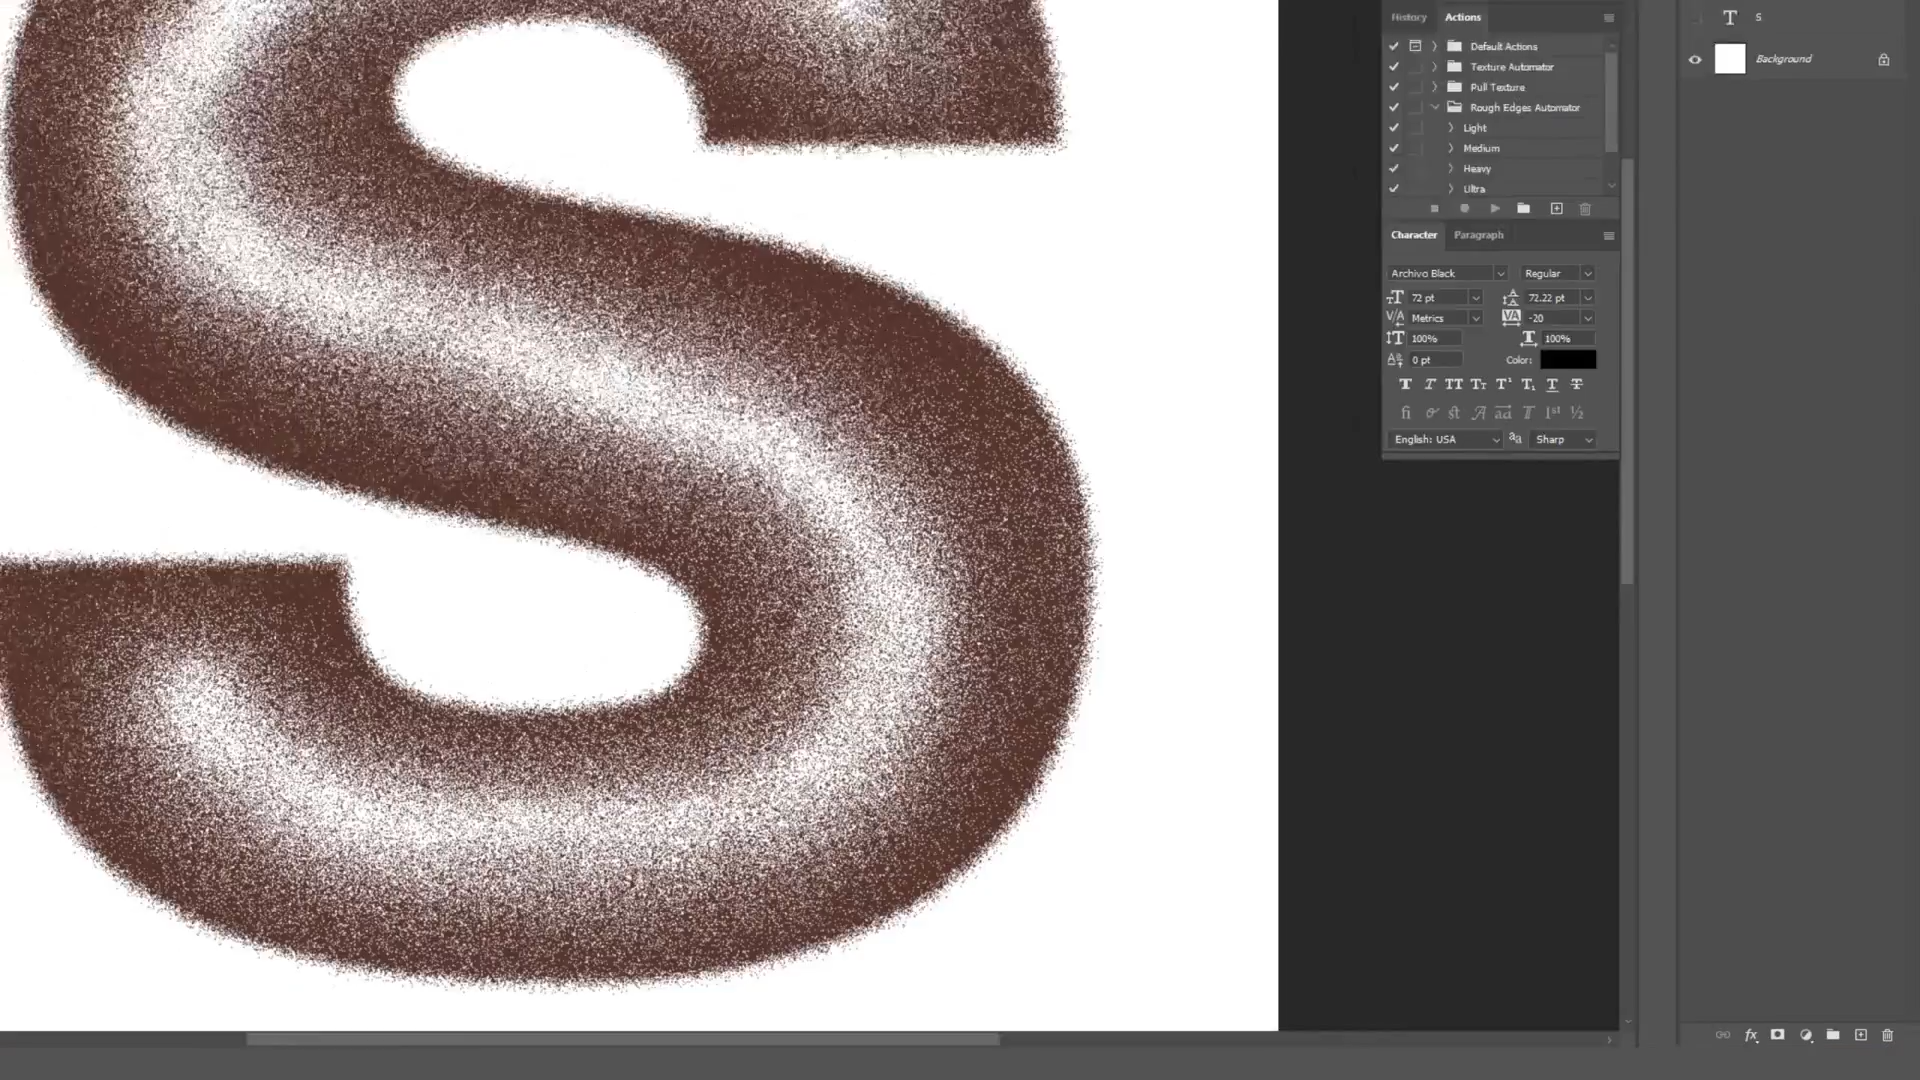 S
History Actions
S
Background
Default Actions
Texture Automator
Pull Texture
Rough Edges Automator
Light
Medium
Heavy
Ultra
Character Paragraph
Archivo Black Regular
72 pt 72.22 pt
Metrics -20
100% 100%
0 pt Color:
English: USA Sharp